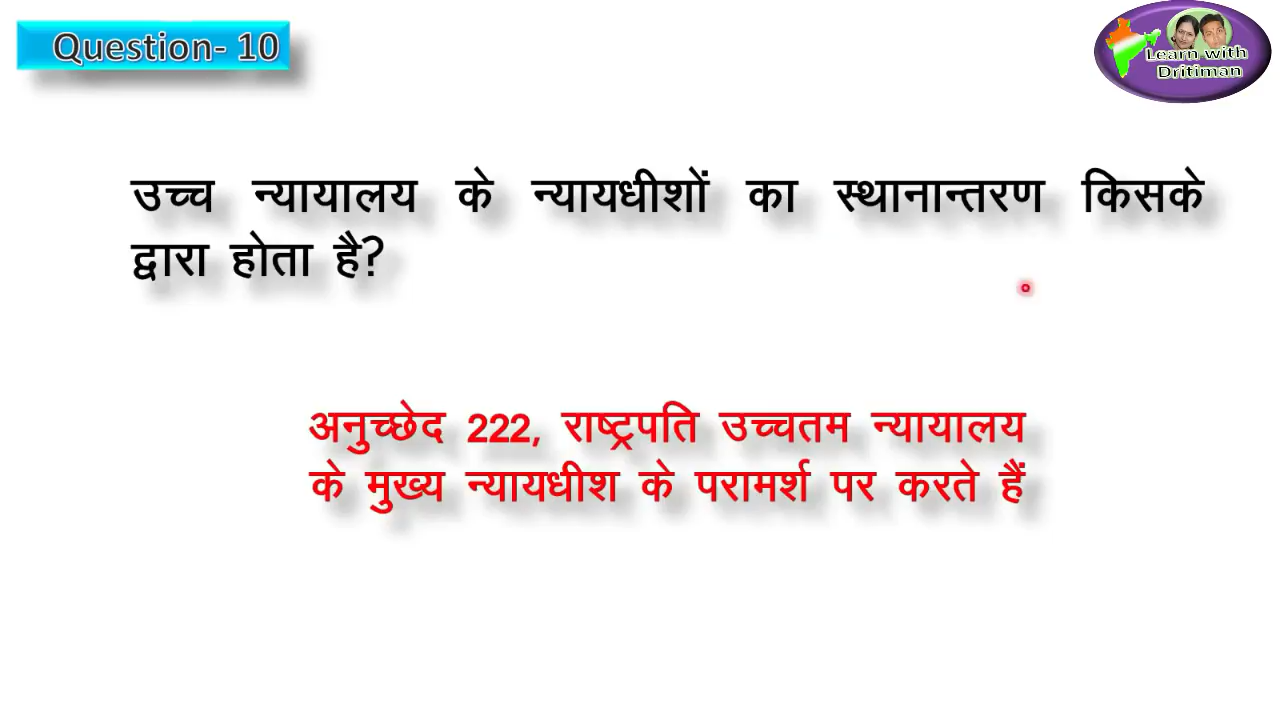 Question- 10
Learn with
Dritiman
उच्च न्यायालय के न्यायधीशों का स्थानान्तरण किसके
द्वारा होता है?
अनुच्छेद 222, राष्ट्रपति उच्चतम न्यायालय
के मुख्य न्यायधीश के परामर्श पर करते हैं